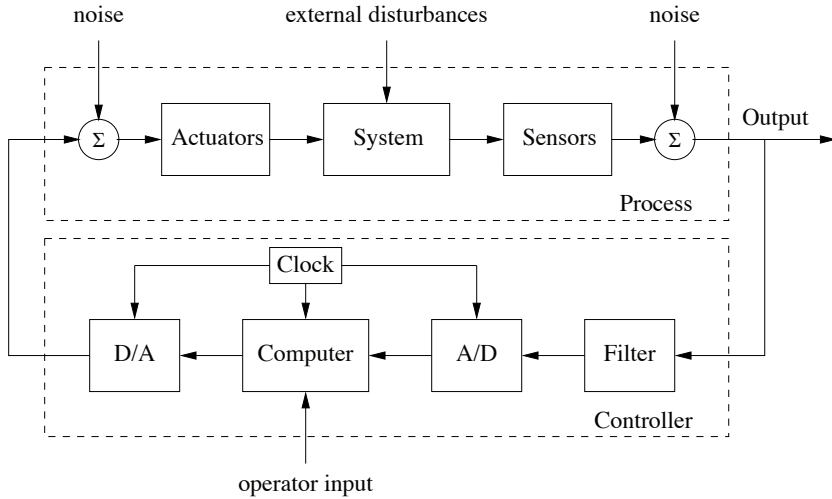 noise
external disturbances
noise
Σ
Actuators
System
Sensors
Σ
Output
Process
Clock
D/A
Computer
A/D
Filter
Controller
operator input